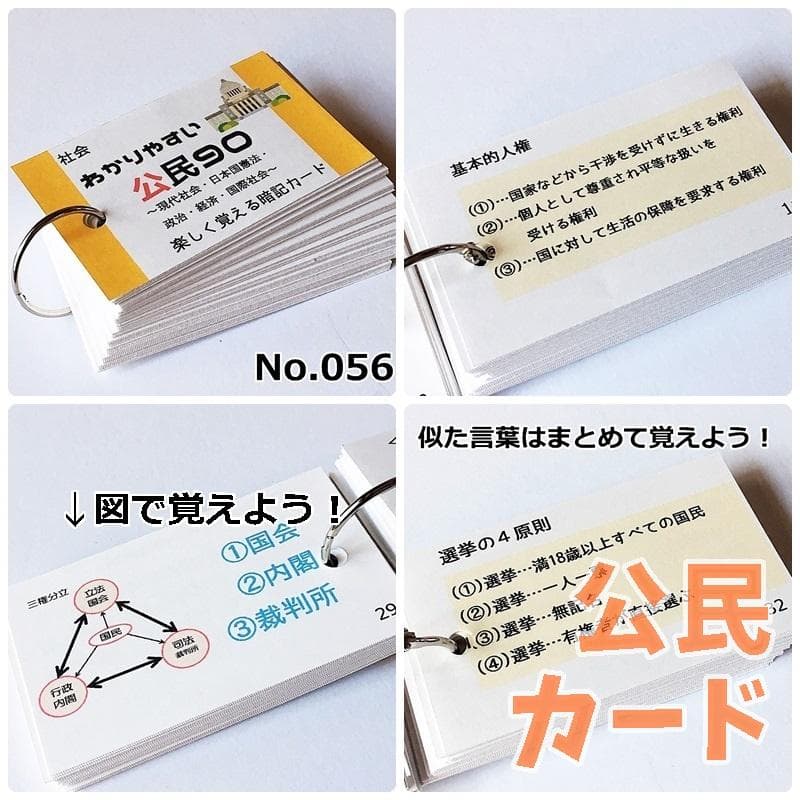 社会
わかりやすい
公民90
～現代社会・日本国憲法・
政治・経済・国際社会～
楽しく覚える暗記カード
No.056
基本的人権
(①)…国家などから干渉を受けずに生きる権利
(②)…個人として尊重され平等な扱いを
受ける権利
(③)…国に対して生活の保障を要求する権利
↓図で覚えよう！
三権分立
立法
国会
国民
司法
裁判所
行政
内閣
①国会
②内閣
③裁判所
29
似た言葉はまとめて覚えよう！
選挙の4原則
(①)選挙…満18歳以上すべての国民
(②)選挙…一人一
(③)選挙…無記
(④)選挙…有権
選ぶ
32
公民
カード